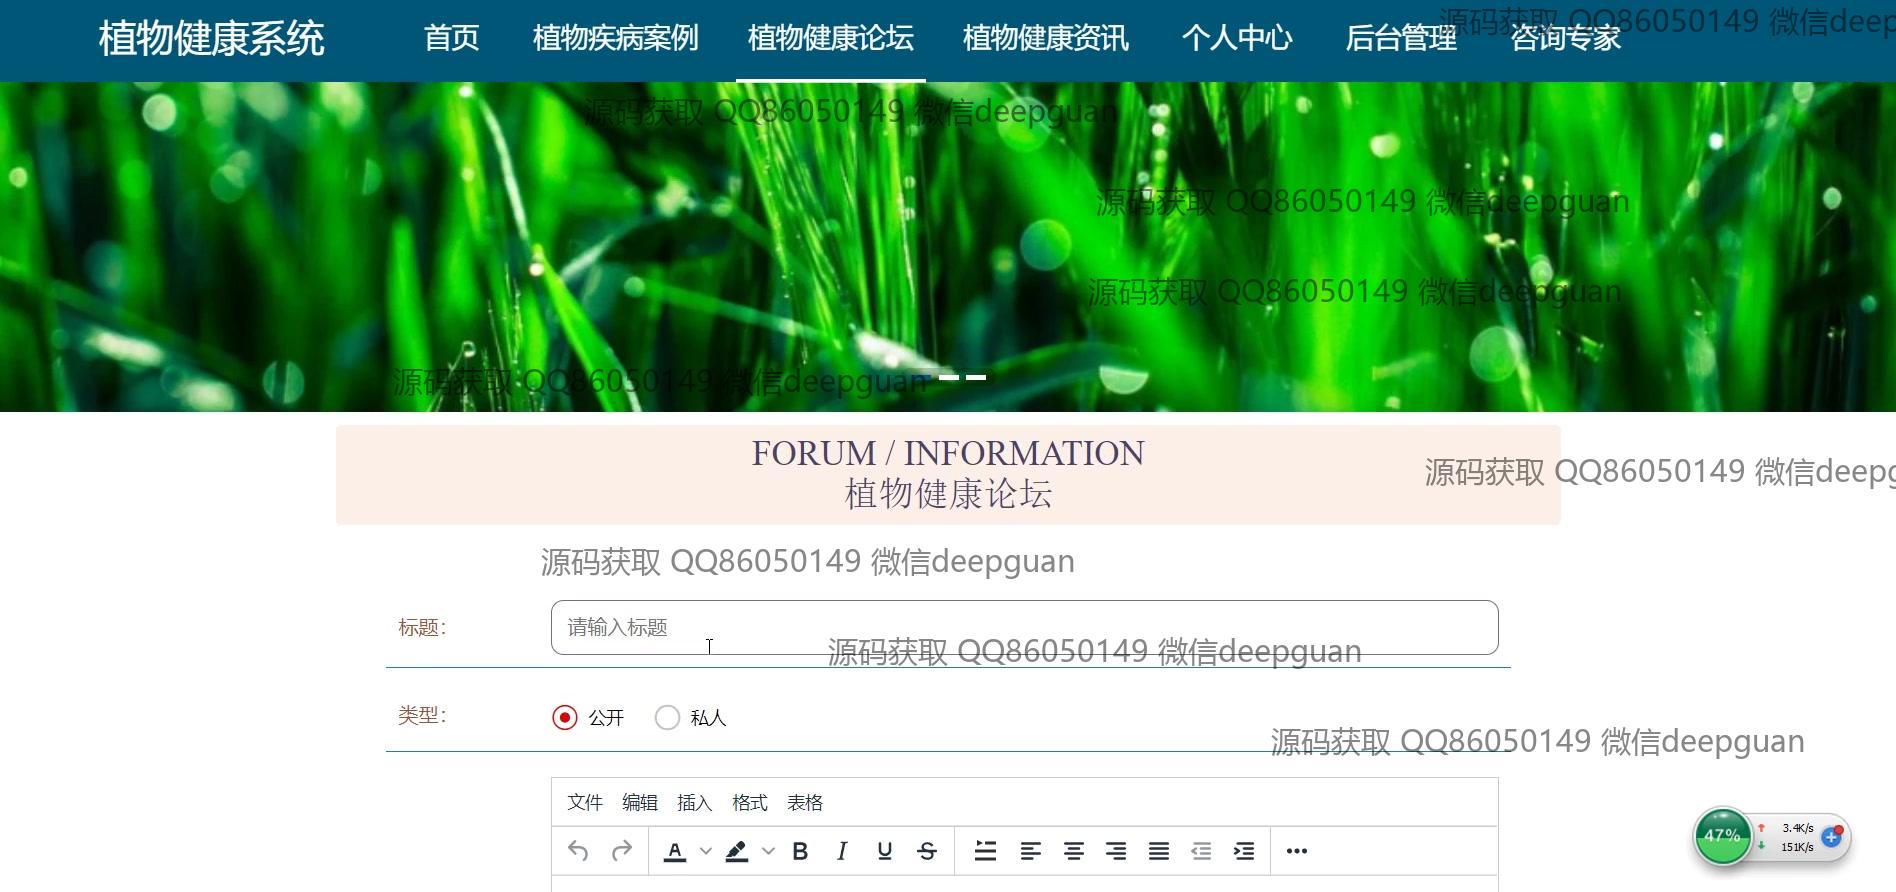 植物健康系统 首页 植物疾病案例 植物健康论坛 植物健康资讯 个人中心 后台管理 咨询专家
源码获取 QQ86050149 微信deep
源码获取 QQ86050149 微信deepguan
源码获取 QQ86050149 微信deepguan
源码获取 QQ86050149 微信deepguan
源码获取 QQ86050149 微信deepguan
FORUM / INFORMATION
源码获取 QQ86050149 微信deepg
植物健康论坛
源码获取 QQ86050149 微信deepguan
标题: 请输入标题
源码获取 QQ86050149 微信deepguan
类型: 公开 私人
源码获取 QQ86050149 微信deepguan
文件 编辑 插入 格式 表格
47% 3.4K/s
151K/s
A B I U S